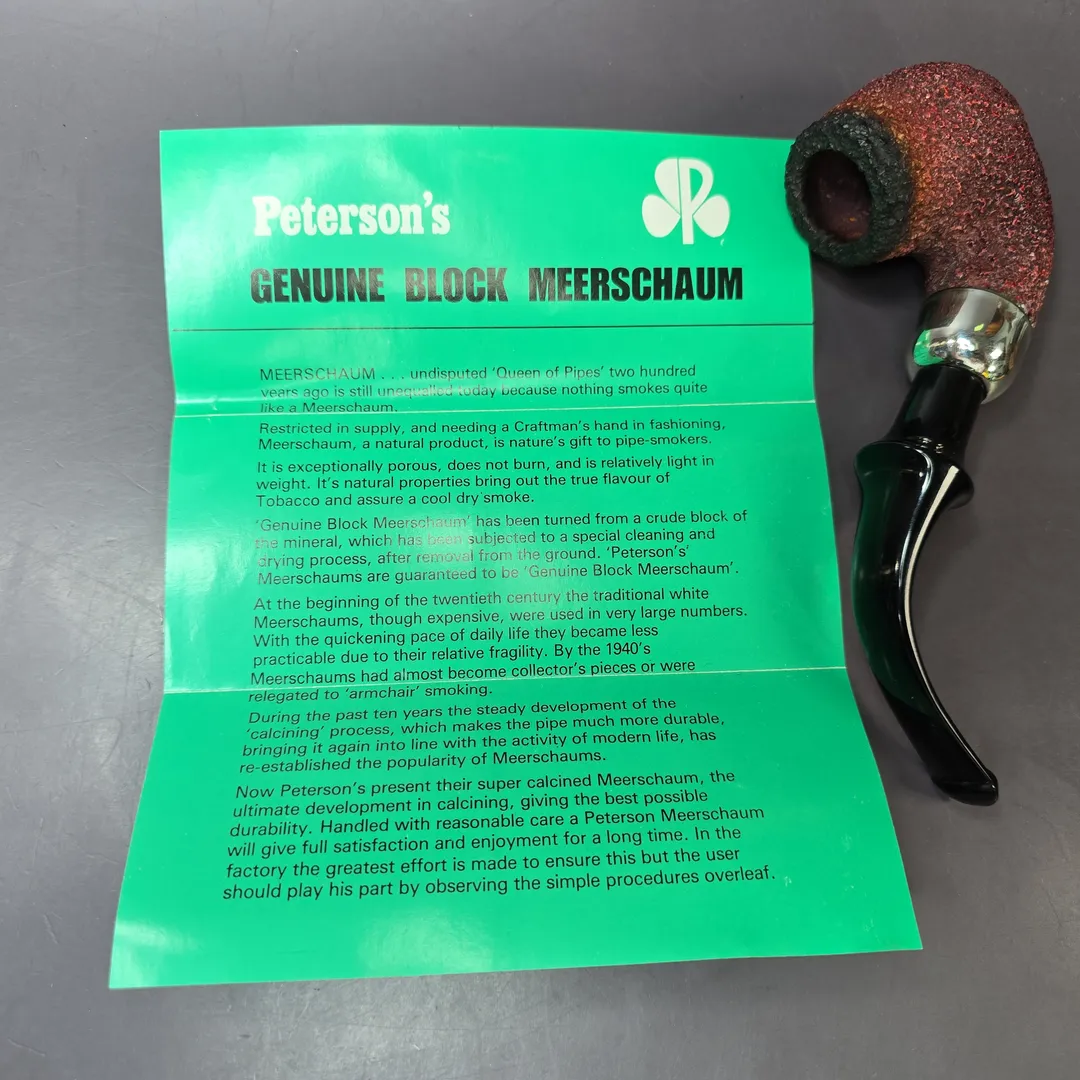 Peterson's
P
GENUINE BLOCK MEERSCHAUM
MEERSCHAUM . . . undisputed 'Queen of Pipes' two hundred
years ago is still unequalled today because nothing smokes quite
like a Meerschaum.
Restricted in supply, and needing a Craftman's hand in fashioning,
Meerschaum, a natural product, is nature's gift to pipe-smokers.
It is exceptionally porous, does not burn, and is relatively light in
weight. It's natural properties bring out the true flavour of
Tobacco and assure a cool dry smoke.
'Genuine Block Meerschaum' has been turned from a crude block of
the mineral, which has been subjected to a special cleaning and
drying process, after removal from the ground. 'Peterson's'
Meerschaums are guaranteed to be 'Genuine Block Meerschaum'.
At the beginning of the twentieth century the traditional white
Meerschaums, though expensive, were used in very large numbers.
With the quickening pace of daily life they became less
practicable due to their relative fragility. By the 1940's
Meerschaums had almost become collector's pieces or were
relegated to 'armchair' smoking.
During the past ten years the steady development of the
'calcining' process, which makes the pipe much more durable,
bringing it again into line with the activity of modern life, has
re-established the popularity of Meerschaums.
Now Peterson's present their super calcined Meerschaum, the
ultimate development in calcining, giving the best possible
durability. Handled with reasonable care a Peterson Meerschaum
will give full satisfaction and enjoyment for a long time. In the
factory the greatest effort is made to ensure this but the user
should play his part by observing the simple procedures overleaf.